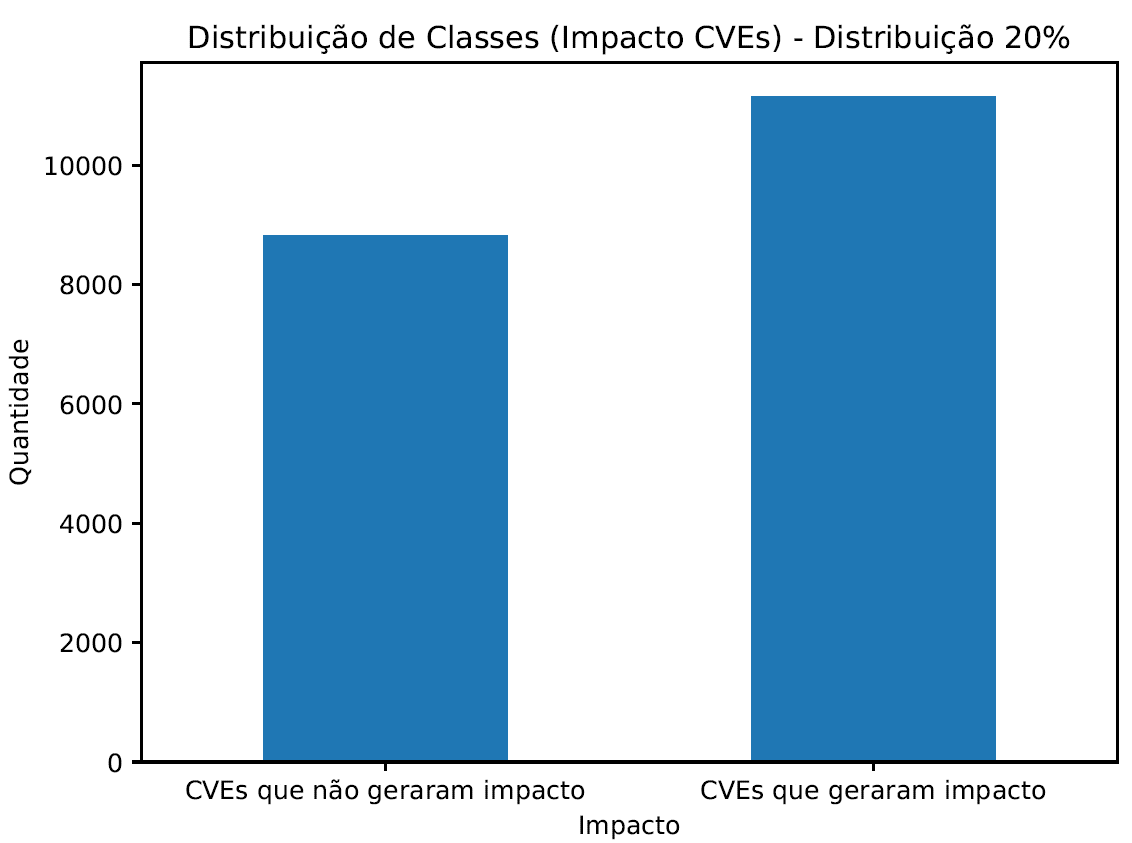 Distribuição de Classes (Impacto CVEs) - Distribuição 20%
Quantidade
10000
8000
6000
4000
2000
0
CVEs que não geraram impacto
CVEs que geraram impacto
Impacto